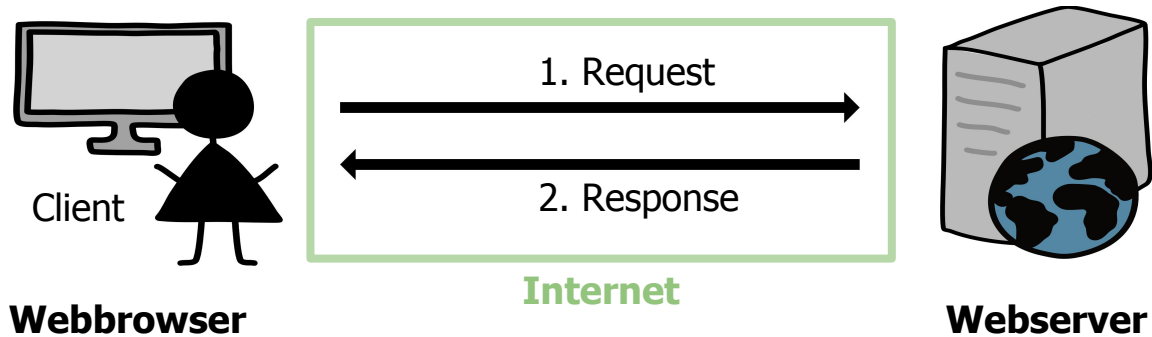 1. Request
2. Response
Client
Internet
Webbrowser
Webserver